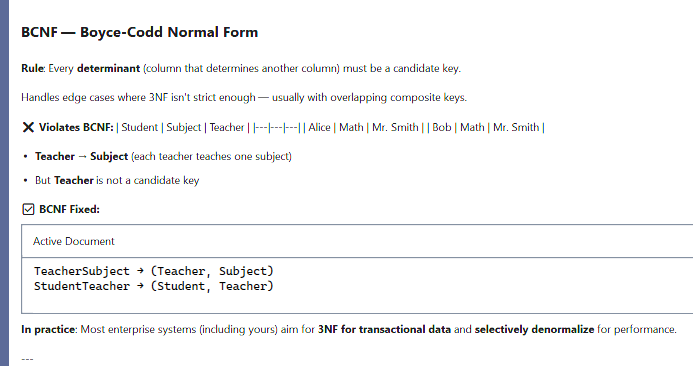 BCNF — Boyce-Codd Normal Form
Rule: Every determinant (column that determines another column) must be a candidate key.
Handles edge cases where 3NF isn't strict enough — usually with overlapping composite keys.
❌ Violates BCNF: | Student | Subject | Teacher | |---|---|---| | Alice | Math | Mr. Smith | | Bob | Math | Mr. Smith |
• Teacher → Subject (each teacher teaches one subject)
• But Teacher is not a candidate key
☑ BCNF Fixed:
Active Document
TeacherSubject → (Teacher, Subject)
StudentTeacher → (Student, Teacher)
In practice: Most enterprise systems (including yours) aim for 3NF for transactional data and selectively denormalize for performance.
---